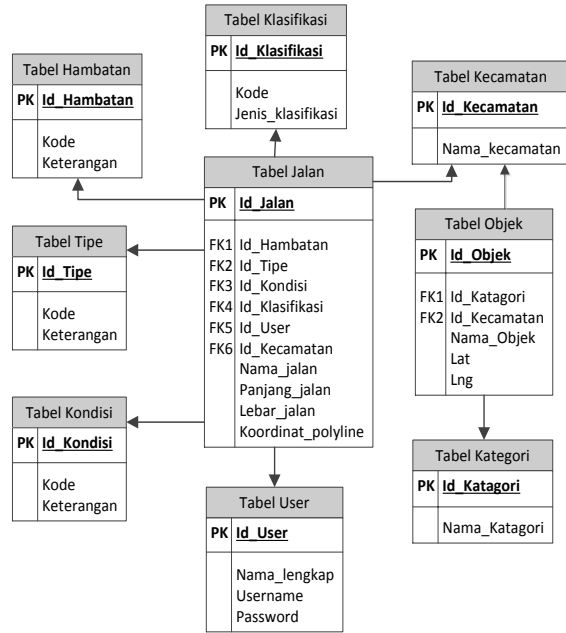 Tabel Klasifikasi
PK Id_Klasifikasi
Kode
Jenis_klasifikasi
Tabel Hambatan
PK Id_Hambatan
Kode
Keterangan
Tabel Kecamatan
PK Id_Kecamatan
Nama_kecamatan
Tabel Jalan
PK Id_Jalan
FK1 Id_Hambatan
FK2 Id_Tipe
FK3 Id_Kondisi
FK4 Id_Klasifikasi
FK5 Id_User
FK6 Id_Kecamatan
Nama_jalan
Panjang_jalan
Lebar_jalan
Koordinat_polyline
Tabel Tipe
PK Id_Tipe
Kode
Keterangan
Tabel Objek
PK Id_Objek
FK1 Id_Katagori
FK2 Id_Kecamatan
Nama_Objek
Lat
Lng
Tabel Kondisi
PK Id_Kondisi
Kode
Keterangan
Tabel Kategori
PK Id_Katagori
Nama_Katagori
Tabel User
PK Id_User
Nama_lengkap
Username
Password